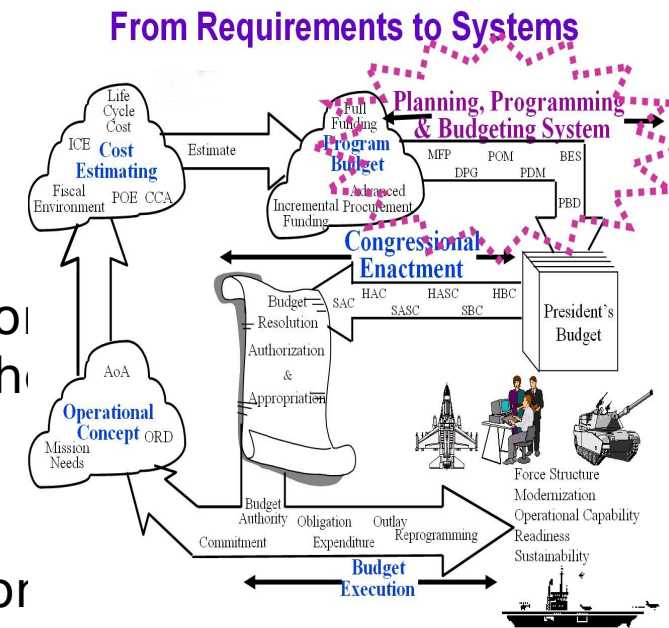 From Requirements to Systems
Life
Cycle
Cost
ICE
Cost
Estimating
Fiscal
Environment
POE CCA
Estimate
Full
Funding
Program
Budget
Advanced
Incremental Procurement
Funding
Planning, Programming
& Budgeting System
MFP POM BES
DPG PDM
PBD
Congressional
Enactment
HAC HASC HBC
SAC SASC SBC
President's
Budget
Budget
Resolution
Authorization
&
Appropriation
AoA
Operational
Concept ORD
Mission
Needs
Force Structure
Modernization
Operational Capability
Readiness
Sustainability
Budget
Authority
Obligation Outlay
Commitment Expenditure Reprogramming
Budget
Execution